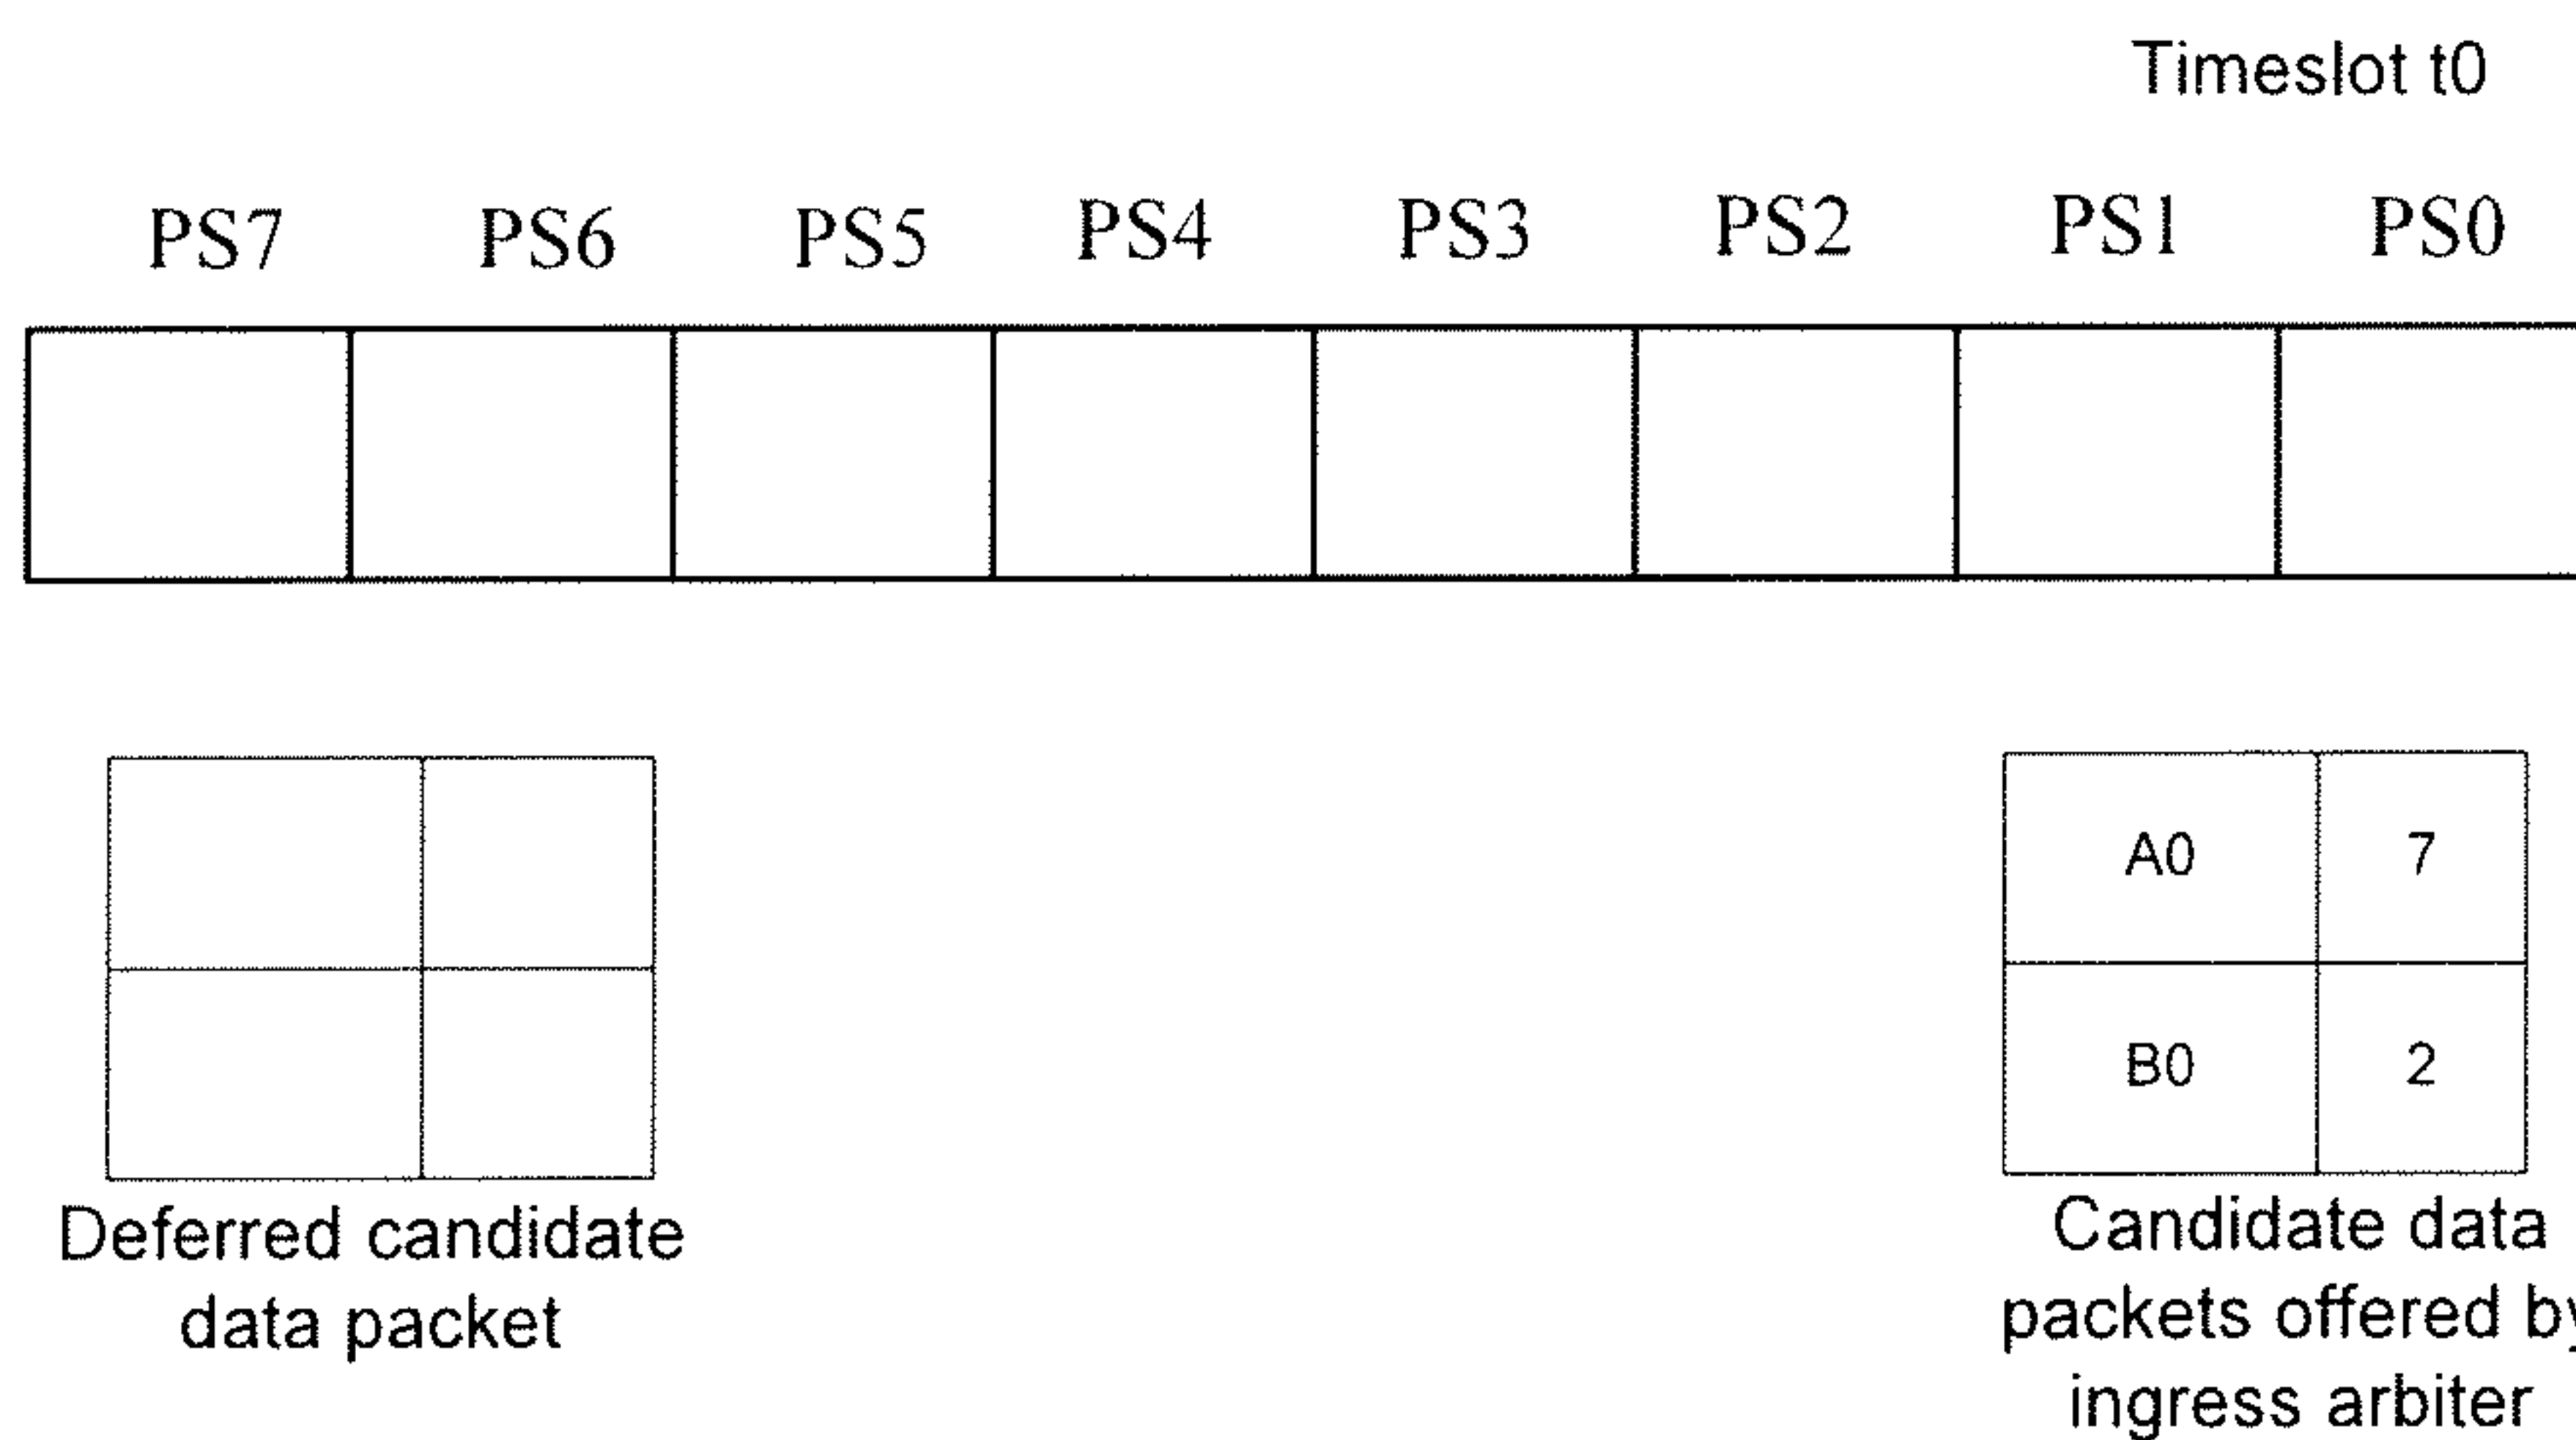 Timeslot t0
PS7 PS6 PS5 PS4 PS3 PS2 PS1 PS0
A0 7
B0 2
Deferred candidate
data packet
Candidate data
packets offered by
ingress arbiter